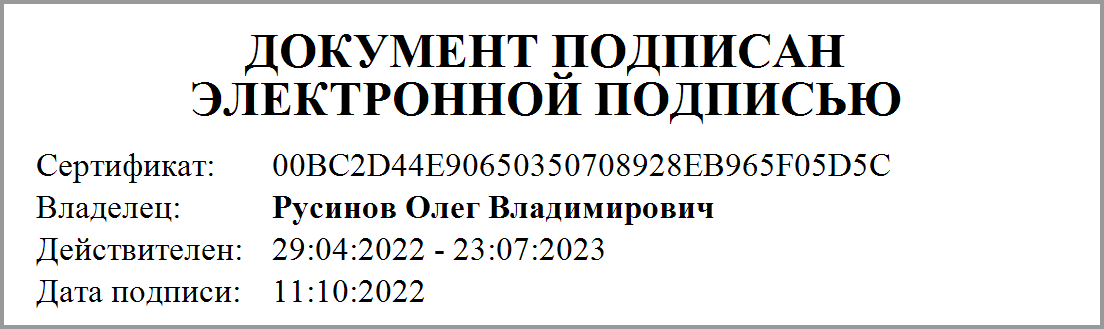 ДОКУМЕНТ ПОДПИСАН
ЭЛЕКТРОННОЙ ПОДПИСЬЮ
Сертификат: 00BC2D44E90650350708928EB965F05D5C
Владелец: Русинов Олег Владимирович
Действителен: 29:04:2022 - 23:07:2023
Дата подписи: 11:10:2022